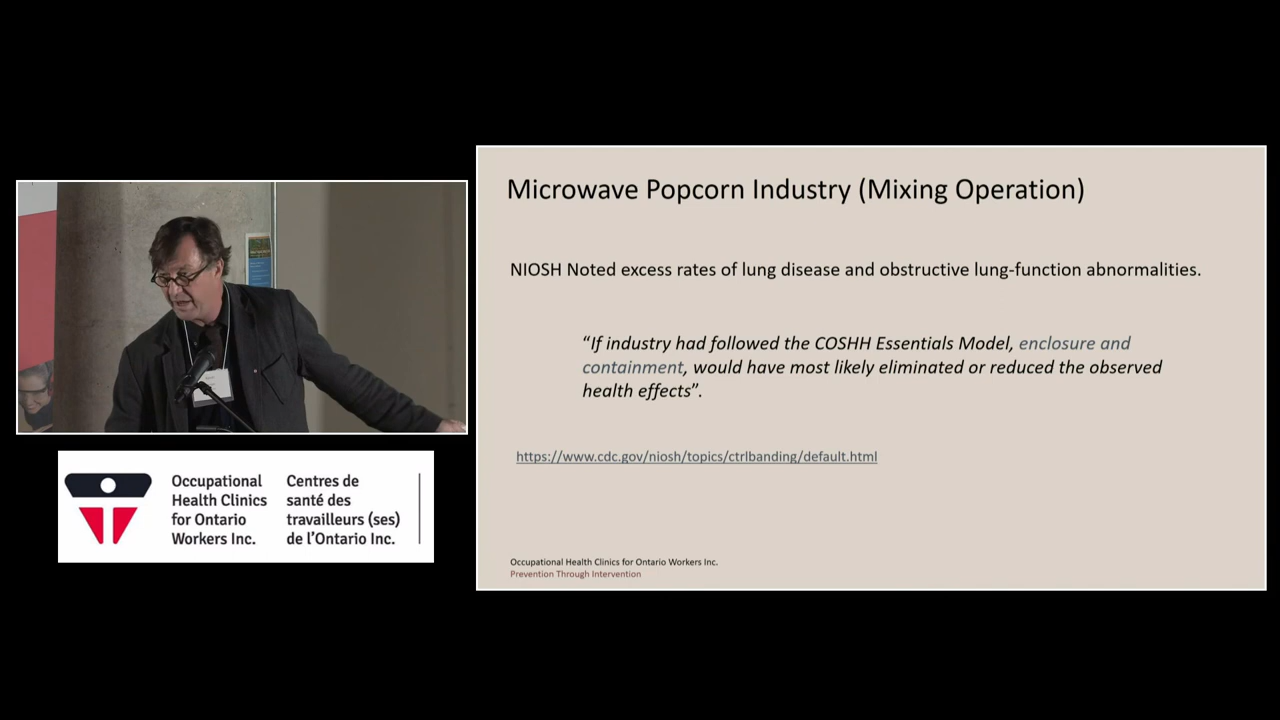 Microwave Popcorn Industry (Mixing Operation)
NIOSH Noted excess rates of lung disease and obstructive lung-function abnormalities.
“If industry had followed the COSHH Essentials Model, enclosure and
containment, would have most likely eliminated or reduced the observed
health effects”.
https://www.cdc.gov/niosh/topics/ctrlbanding/default.html
Occupational Health Clinics for Ontario Workers Inc.
Prevention Through Intervention
Occupational
Health Clinics
for Ontario
Workers Inc.
Centres de
santé des
travailleurs (ses)
de l’Ontario Inc.